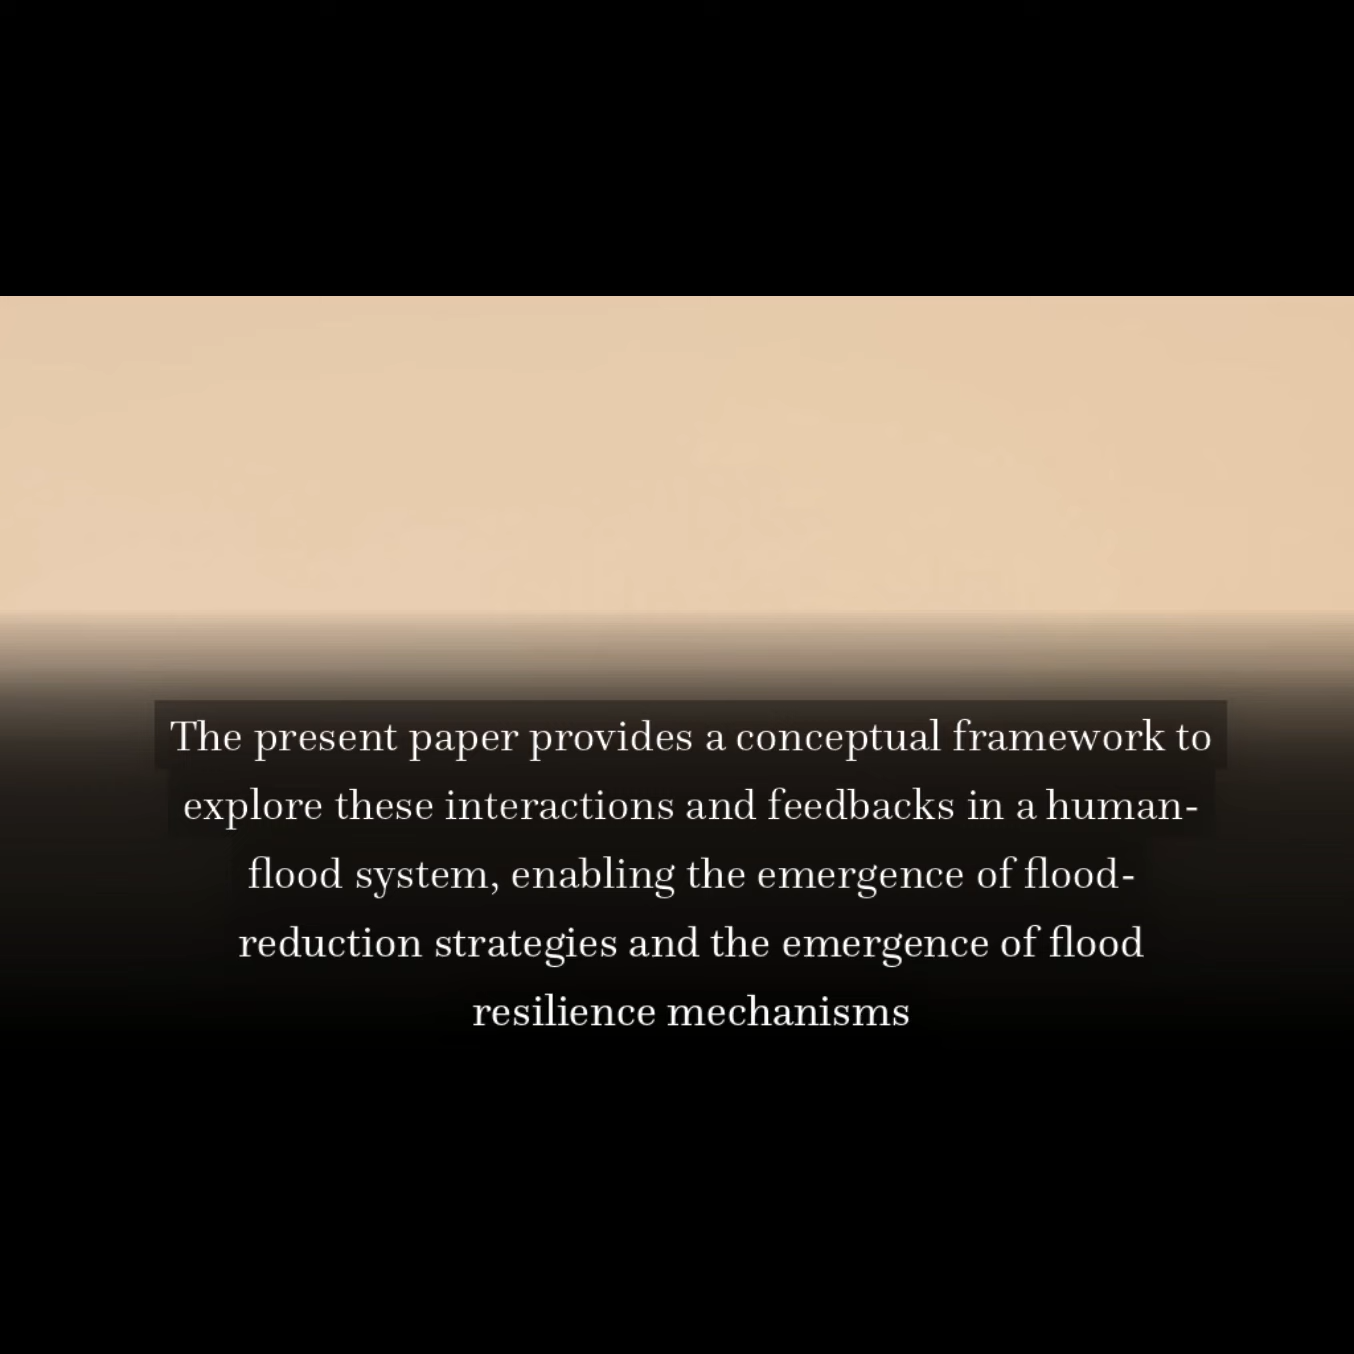 The present paper provides a conceptual framework to
explore these interactions and feedbacks in a human-
flood system, enabling the emergence of flood-
reduction strategies and the emergence of flood
resilience mechanisms